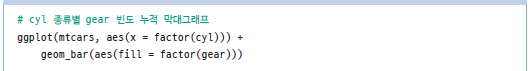 # cyl 종류별 gear 빈도 누적 막대그래프
ggplot(mtcars, aes(x = factor(cyl))) +
    geom_bar(aes(fill = factor(gear)))